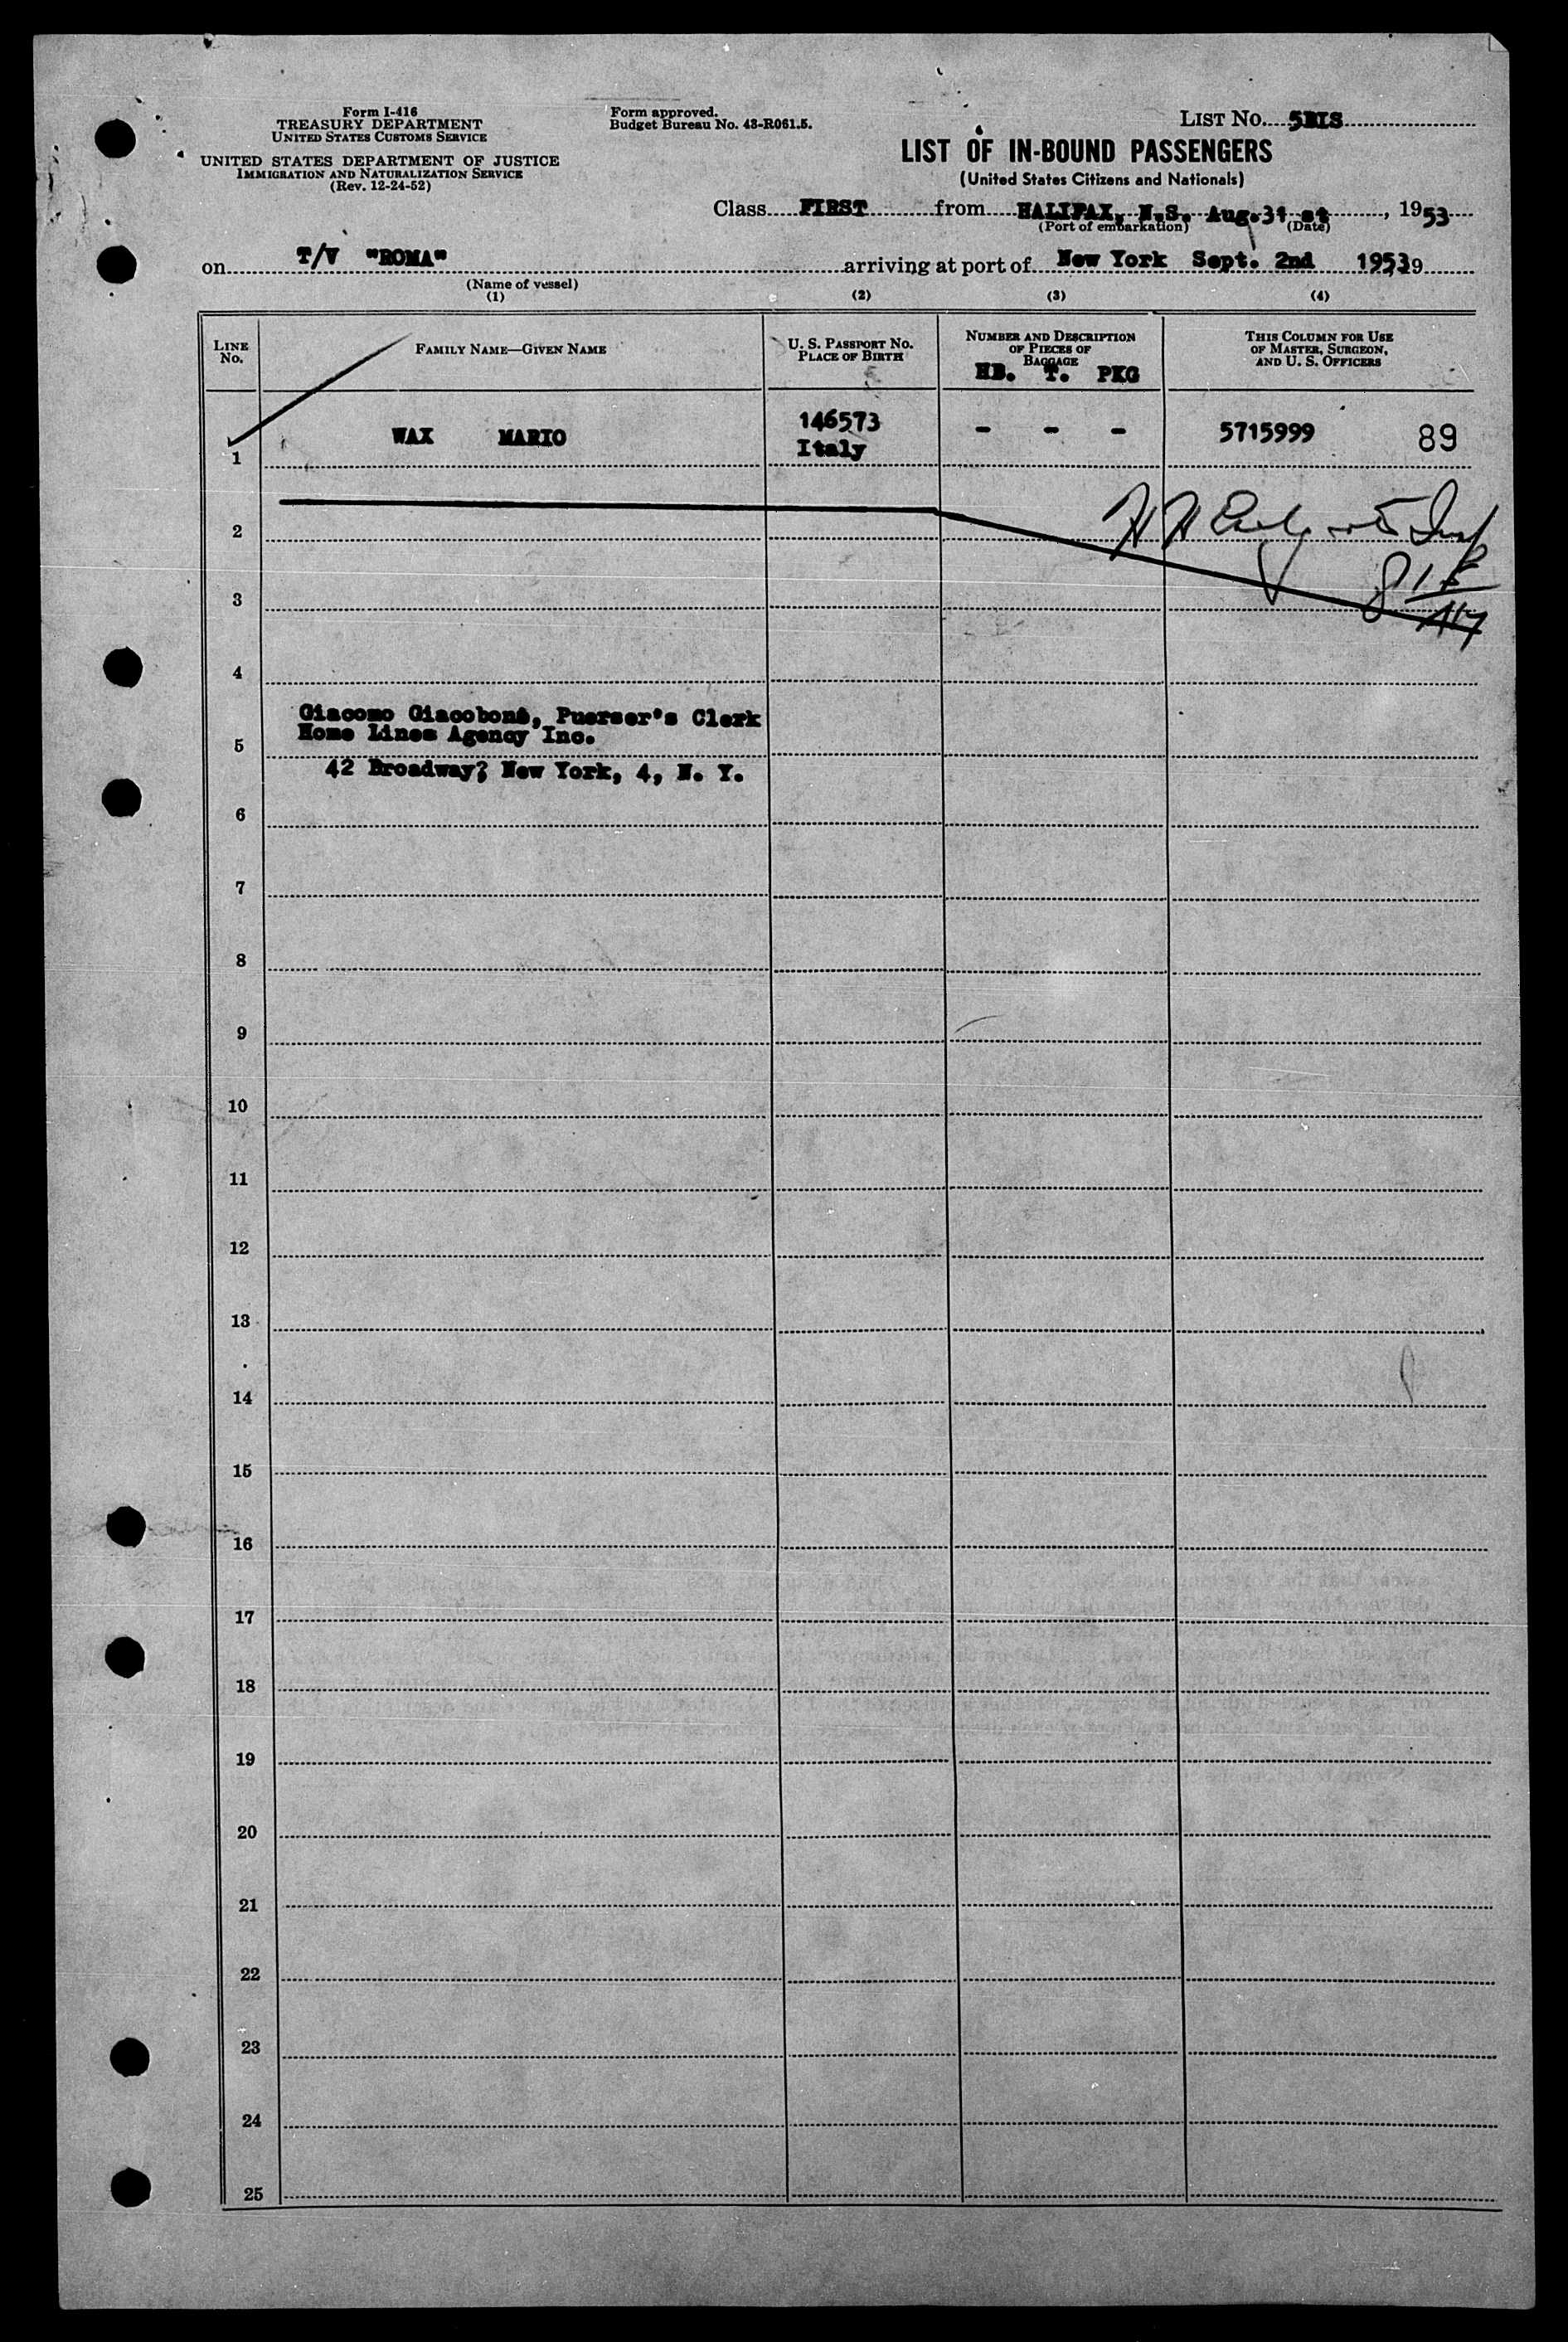 Form I-416
TREASURY DEPARTMENT
UNITED STATES CUSTOMS SERVICE
UNITED STATES DEPARTMENT OF JUSTICE
IMMIGRATION AND NATURALIZATION SERVICE
(Rev. 12-24-52)
Form approved.
Budget Bureau No. 43-R061.5.
LIST No. 5BIS
LIST OF IN-BOUND PASSENGERS
(United States Citizens and Nationals)
Class FIRST from HALIFAX, N.S. Aug.31 st, 1953
(Port of embarkation) (Date)
on T/V "ROMA" arriving at port of New York Sept. 2nd 1953 19
(Name of vessel)
(1) (2) (3) (4)
LINE No.
FAMILY NAME—GIVEN NAME
U. S. PASSPORT NO.
PLACE OF BIRTH
NUMBER AND DESCRIPTION
OF PIECES OF
BAGGAGE
HB. T. PKG
THIS COLUMN FOR USE
OF MASTER, SURGEON,
AND U. S. OFFICERS
1 WAX MARIO 146573 Italy - - - 5715999 89
2
3
4
Giacomo Giacobone, Puerser's Clerk
Home Lines Agency Inc.
5
42 Broadway? New York, 4, N. Y.
6
7
8
9
10
11
12
13
14
15
16
17
18
19
20
21
22
23
24
25